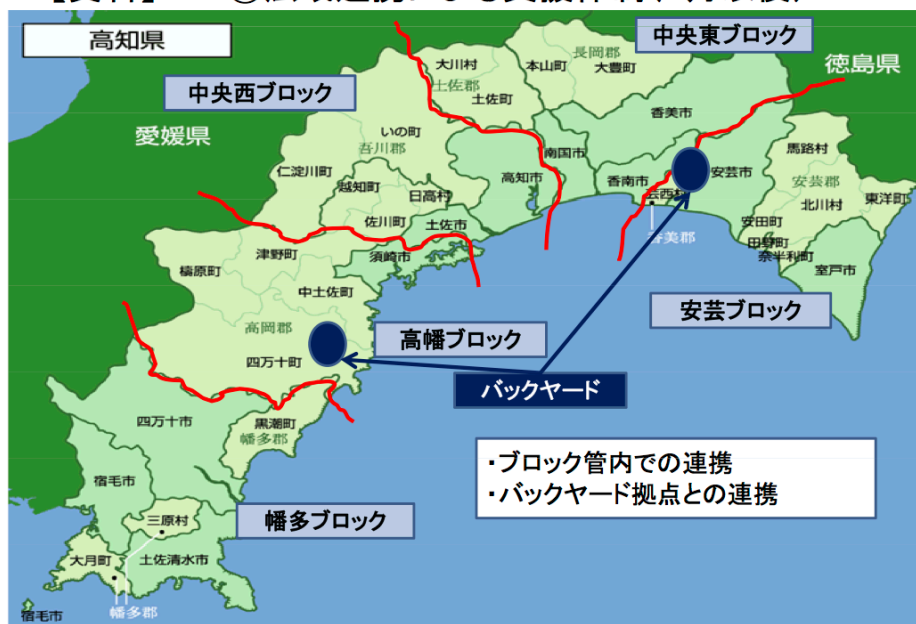 高知県
中央東ブロック
徳島県
中央西ブロック
愛媛県
大川村
土佐郡
土佐町
本山町
長岡郡
大豊町
香美市
いの町
吾川郡
仁淀川町
越知町
日高村
佐川町
土佐市
高知市
南国市
香南市
芸西村
香美郡
安芸市
馬路村
安芸郡
北川村
東洋町
安田町
田野町
奈半利町
室戸市
安芸ブロック
津野町
須崎市
梼原町
中土佐町
高岡郡
四万十町
高幡ブロック
バックヤード
四万十市
黒潮町
幡多郡
宿毛市
三原村
幡多ブロック
大月町
土佐清水市
幡多郡
宿毛市
・ブロック管内での連携
・バックヤード拠点との連携